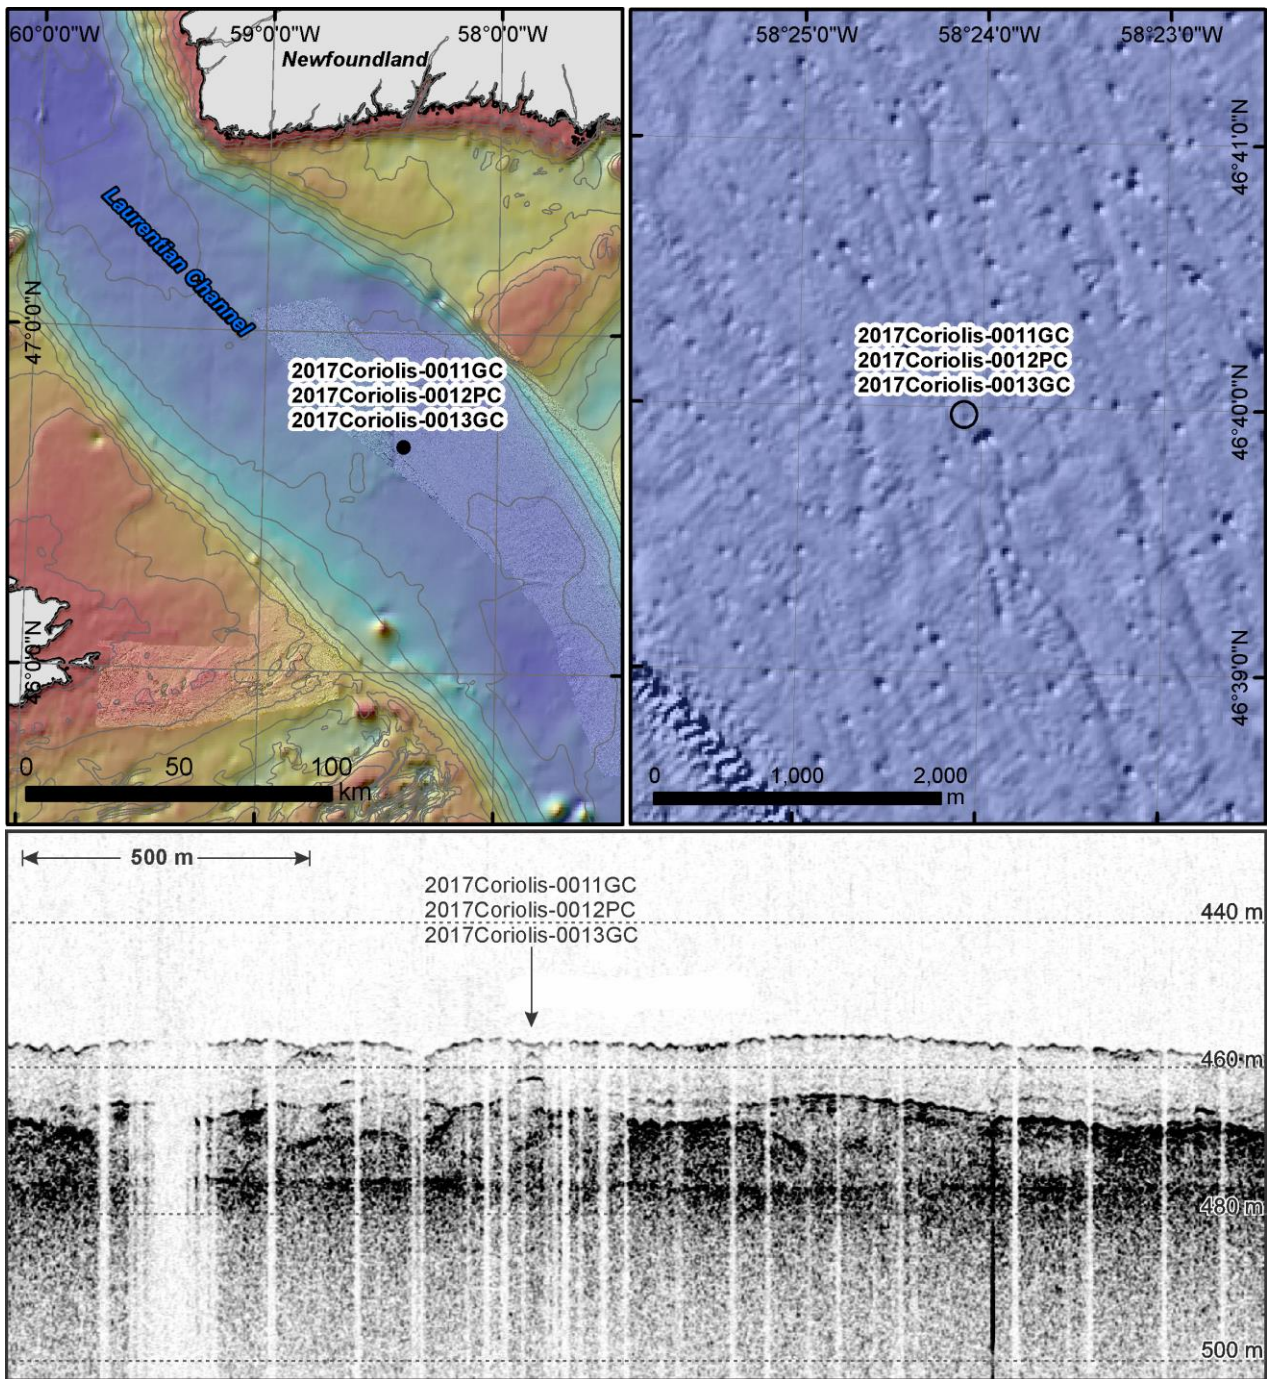 60°0'0"W
59°0'0"W
58°0'0"W
Newfoundland
Laurentian Channel
47°0'0"N
2017Coriolis-0011GC
2017Coriolis-0012PC
2017Coriolis-0013GC
46°0'0"N
0 50 100
km
58°25'0"W
58°24'0"W
58°23'0"W
46°41'0"N
2017Coriolis-0011GC
2017Coriolis-0012PC
2017Coriolis-0013GC
46°40'0"N
46°39'0"N
0 1,000 2,000
m
500 m
2017Coriolis-0011GC
2017Coriolis-0012PC
2017Coriolis-0013GC
440 m
460 m
480 m
500 m